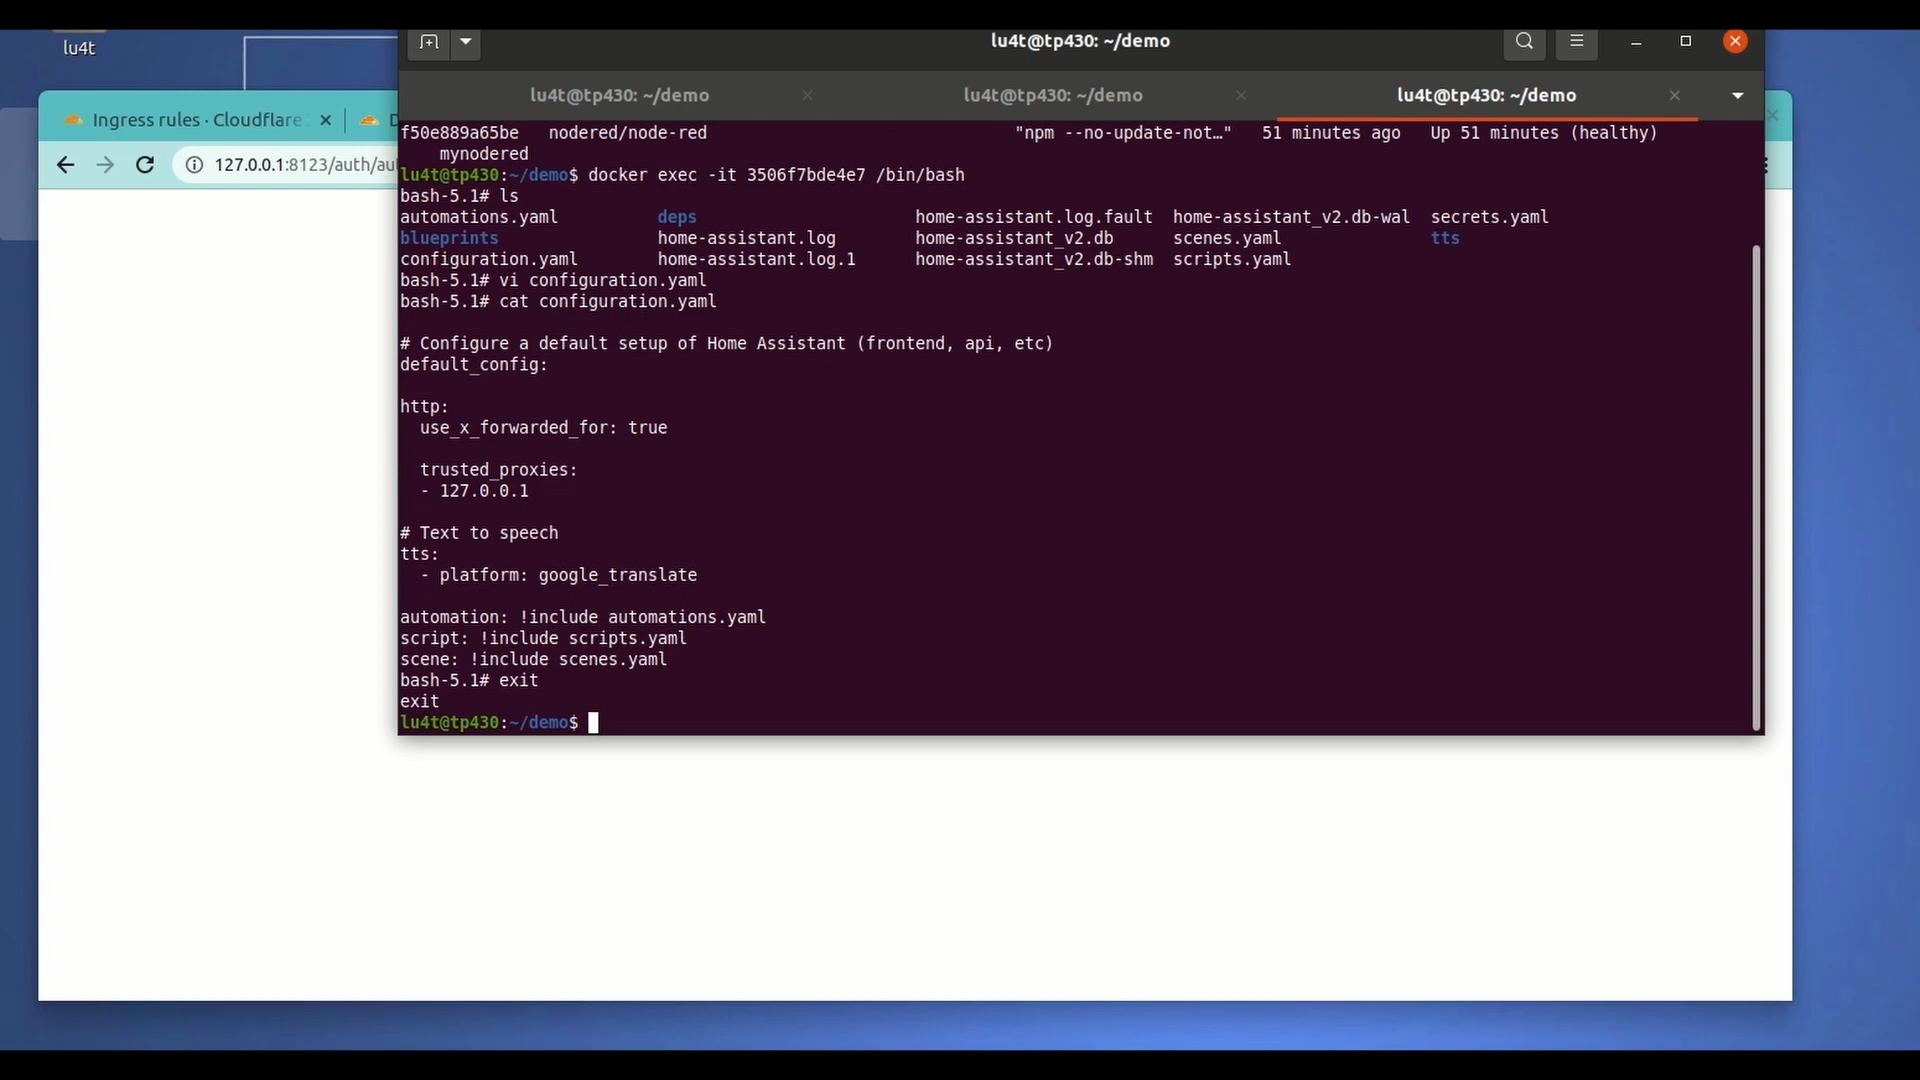 lu4t
lu4t@tp430: ~/demo
lu4t@tp430: ~/demo
lu4t@tp430: ~/demo
lu4t@tp430: ~/demo
Ingress rules · Cloudflare
127.0.0.1:8123/auth/au
f50e889a65be   nodered/node-red   "npm --no-update-not…"   51 minutes ago   Up 51 minutes (healthy)
mynodered
lu4t@tp430:~/demo$ docker exec -it 3506f7bde4e7 /bin/bash
bash-5.1# ls
automations.yaml   deps   home-assistant.log.fault   home-assistant_v2.db-wal   secrets.yaml
blueprints   home-assistant.log   home-assistant_v2.db   scenes.yaml   tts
configuration.yaml   home-assistant.log.1   home-assistant_v2.db-shm   scripts.yaml
bash-5.1# vi configuration.yaml
bash-5.1# cat configuration.yaml
# Configure a default setup of Home Assistant (frontend, api, etc)
default_config:
http:
  use_x_forwarded_for: true
  trusted_proxies:
  - 127.0.0.1
# Text to speech
tts:
  - platform: google_translate
automation: !include automations.yaml
script: !include scripts.yaml
scene: !include scenes.yaml
bash-5.1# exit
exit
lu4t@tp430:~/demo$